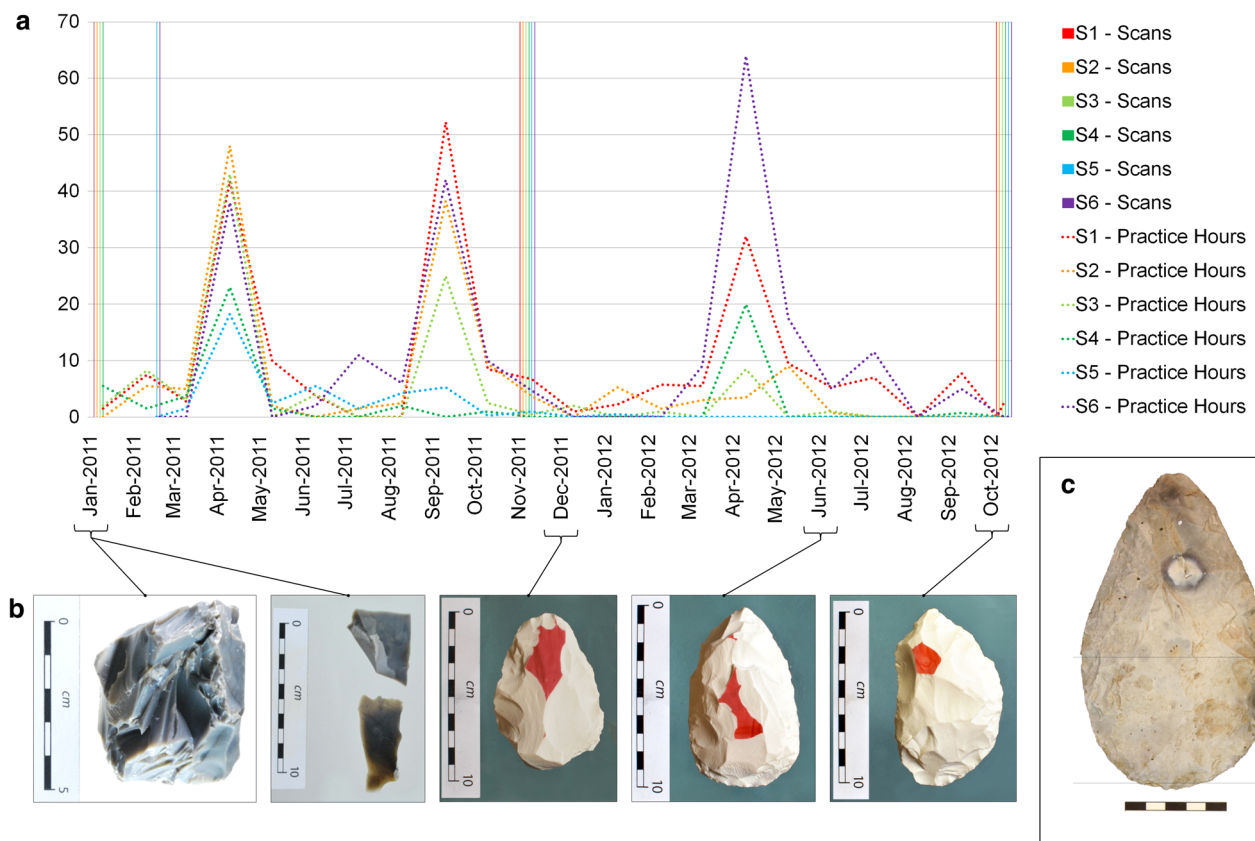 a
70
60
50
40
30
20
10
0
Jan-2011
Feb-2011
Mar-2011
Apr-2011
May-2011
Jun-2011
Jul-2011
Aug-2011
Sep-2011
Oct-2011
Nov-2011
Dec-2011
Jan-2012
Feb-2012
Mar-2012
Apr-2012
May-2012
Jun-2012
Jul-2012
Aug-2012
Sep-2012
Oct-2012
S1 - Scans
S2 - Scans
S3 - Scans
S4 - Scans
S5 - Scans
S6 - Scans
S1 - Practice Hours
S2 - Practice Hours
S3 - Practice Hours
S4 - Practice Hours
S5 - Practice Hours
S6 - Practice Hours
b
0
cm
5
0
cm
10
0
cm
10
0
cm
10
0
cm
10
c